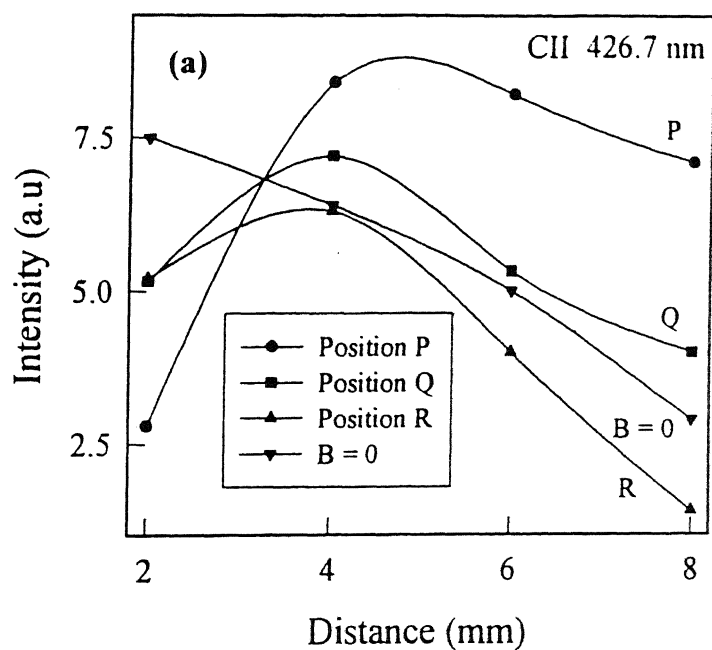 (a)
CII 426.7 nm
Intensity (a.u)
7.5
5.0
2.5
P
Q
B = 0
R
Position P
Position Q
Position R
B = 0
2 4 6 8
Distance (mm)